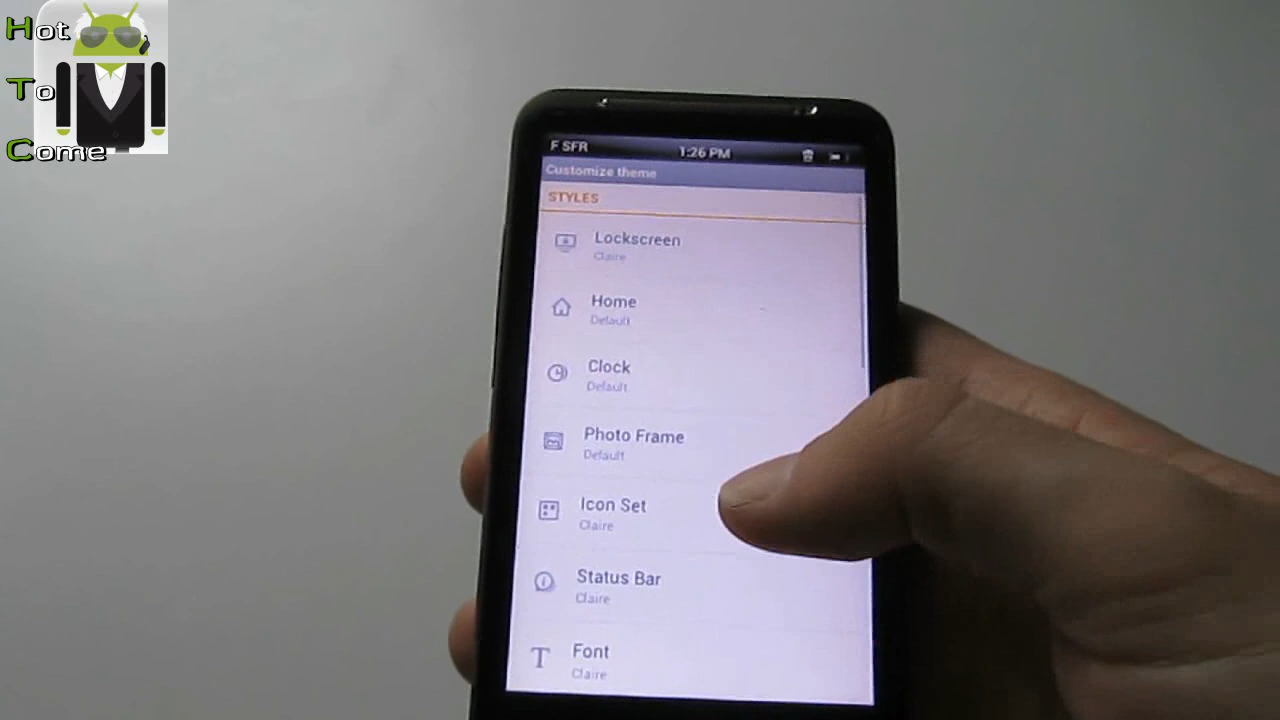 Hot
To
Come
F SFR 1:26 PM
Customize theme
STYLES
Lockscreen
Claire
Home
Default
Clock
Default
Photo Frame
Default
Icon Set
Claire
Status Bar
Claire
Font
Claire